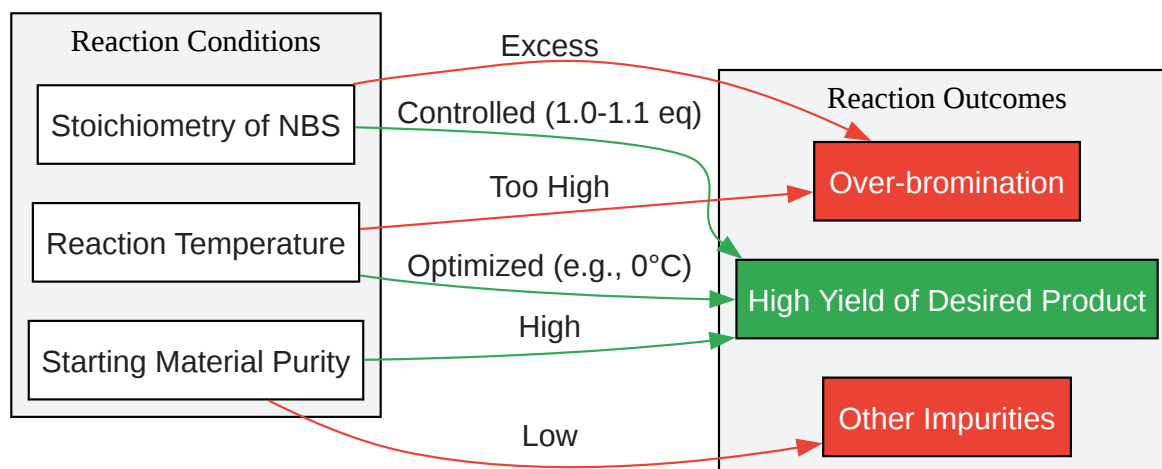 Reaction Conditions
Stoichiometry of NBS
Reaction Temperature
Starting Material Purity
Excess
Controlled (1.0-1.1 eq)
Too High
Optimized (e.g., 0°C)
High
Low
Reaction Outcomes
Over-bromination
High Yield of Desired Product
Other Impurities